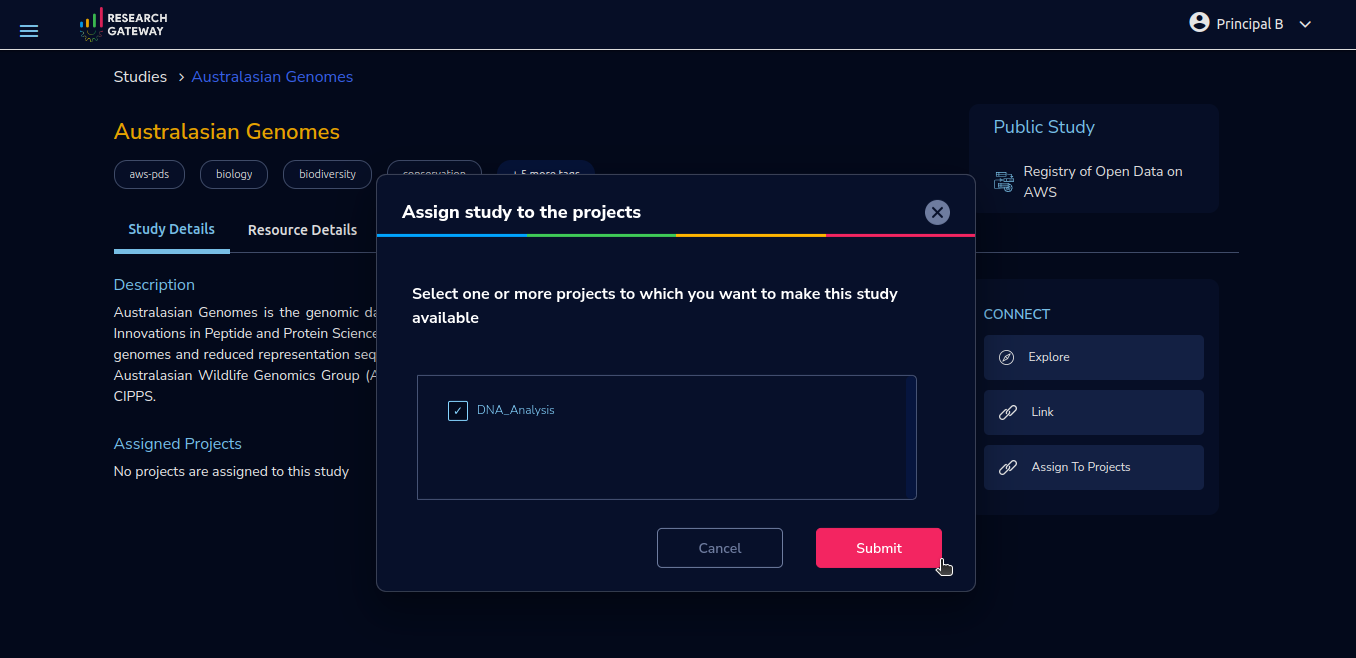 RESEARCH
GATEWAY
Principal B
Studies > Australasian Genomes
Australasian Genomes
aws-pds
biology
biodiversity
conservation
+5 more tags
Public Study
Registry of Open Data on
AWS
Study Details
Resource Details
Description
Australasian Genomes is the genomic da
Innovations in Peptide and Protein Science
genomes and reduced representation seq
Australasian Wildlife Genomics Group (A
CIPPS.
Assigned Projects
No projects are assigned to this study
Assign study to the projects
Select one or more projects to which you want to make this study
available
DNA_Analysis
Cancel
Submit
CONNECT
Explore
Link
Assign To Projects